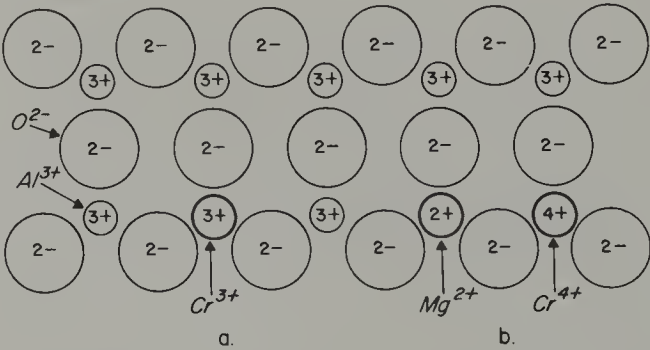 2- 2- 2- 2- 2- 2-
3+ 3+ 3+ 3+ 3+
O²⁻
2- 2- 2- 2- 2-
Al³⁺
3+ 3+ 3+ 2+ 4+
2- 2- 2- 2- 2- 2-
Cr³⁺ Mg²⁺ Cr⁴⁺
a. b.